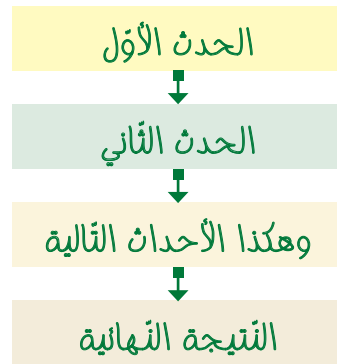 الحدث الأوّل
الحدث الثّاني
وهكذا الأحداث التّالية
النّتيجة النّهائية